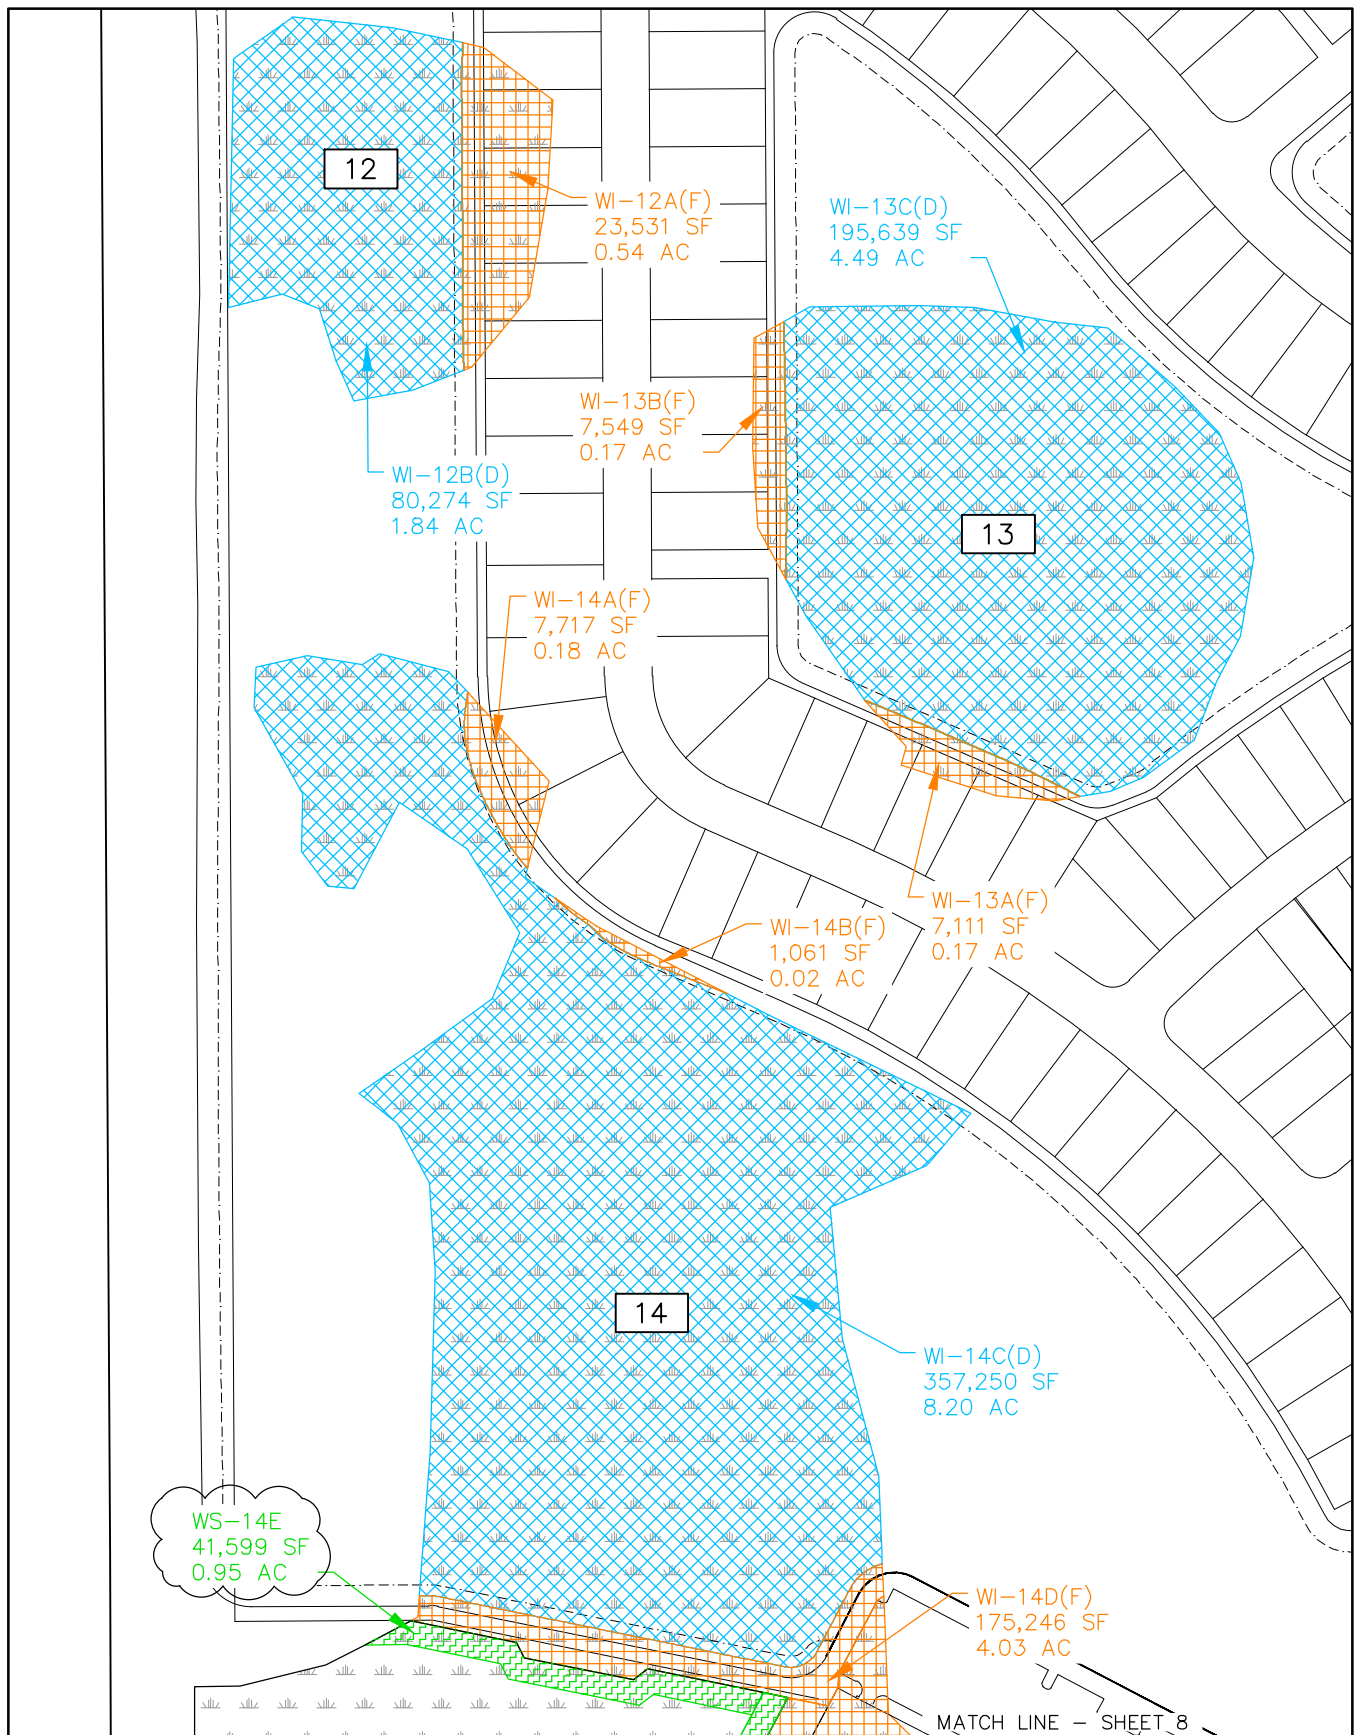 12
WI-12A(F)
23,531 SF
0.54 AC
WI-13C(D)
195,639 SF
4.49 AC
WI-13B(F)
7,549 SF
0.17 AC
WI-12B(D)
80,274 SF
1.84 AC
13
WI-14A(F)
7,717 SF
0.18 AC
WI-13A(F)
7,111 SF
0.17 AC
WI-14B(F)
1,061 SF
0.02 AC
14
WI-14C(D)
357,250 SF
8.20 AC
WS-14E
41,599 SF
0.95 AC
WI-14D(F)
175,246 SF
4.03 AC
MATCH LINE - SHEET 8